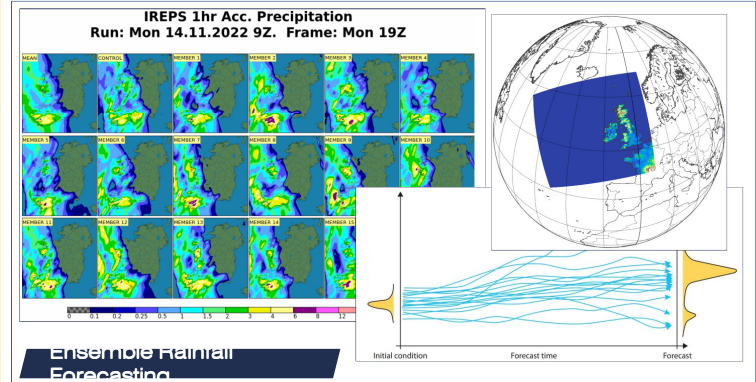 IREPS 1hr Acc. Precipitation
Run: Mon 14.11.2022 9Z.  Frame: Mon 19Z
MEAN CONTROL MEMBER 1 MEMBER 2 MEMBER 3 MEMBER 4
MEMBER 5 MEMBER 6 MEMBER 7 MEMBER 8 MEMBER 9 MEMBER 10
MEMBER 11 MEMBER 12 MEMBER 13 MEMBER 14 MEMBER 15
0 0.1 0.2 0.25 0.5 1 1.5 2 3 4 6 8 12
Initial condition Forecast time Forecast
Ensemble Rainfall
Forecasting